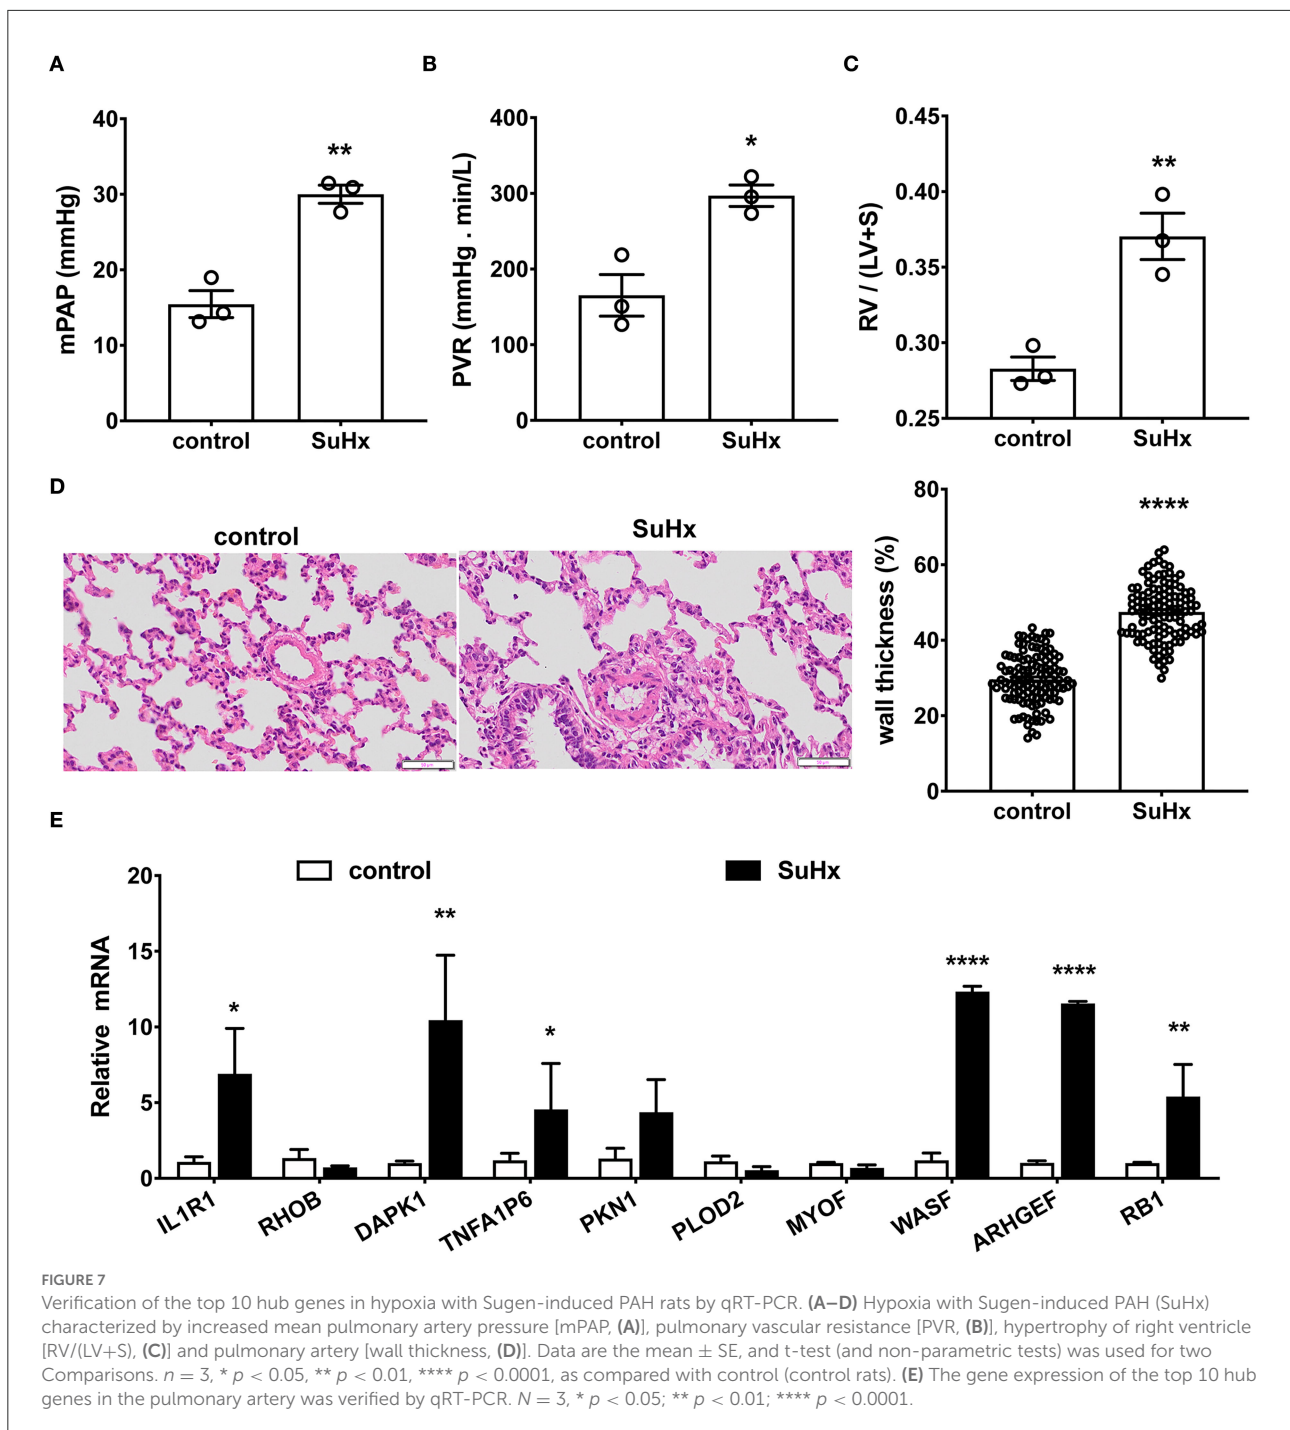 A
B
C
40
30
20
10
0
mPAP (mmHg)
**
control
SuHx
400
300
200
100
0
PVR (mmHg . min/L)
*
control
SuHx
0.45
0.40
0.35
0.30
0.25
RV / (LV+S)
**
control
SuHx
D
control
SuHx
50 µm
50 µm
80
60
40
20
0
wall thickness (%)
****
control
SuHx
E
control
SuHx
20
15
10
5
0
Relative mRNA
*
**
*
****
****
**
IL1R1
RHOB
DAPK1
TNFA1P6
PKN1
PLOD2
MYOF
WASF
ARHGEF
RB1
FIGURE 7
Verification of the top 10 hub genes in hypoxia with Sugen-induced PAH rats by qRT-PCR. (A–D) Hypoxia with Sugen-induced PAH (SuHx)
characterized by increased mean pulmonary artery pressure [mPAP, (A)], pulmonary vascular resistance [PVR, (B)], hypertrophy of right ventricle
[RV/(LV+S), (C)] and pulmonary artery [wall thickness, (D)]. Data are the mean ± SE, and t-test (and non-parametric tests) was used for two
Comparisons. n = 3, * p < 0.05, ** p < 0.01, **** p < 0.0001, as compared with control (control rats). (E) The gene expression of the top 10 hub
genes in the pulmonary artery was verified by qRT-PCR. N = 3, * p < 0.05; ** p < 0.01; **** p < 0.0001.